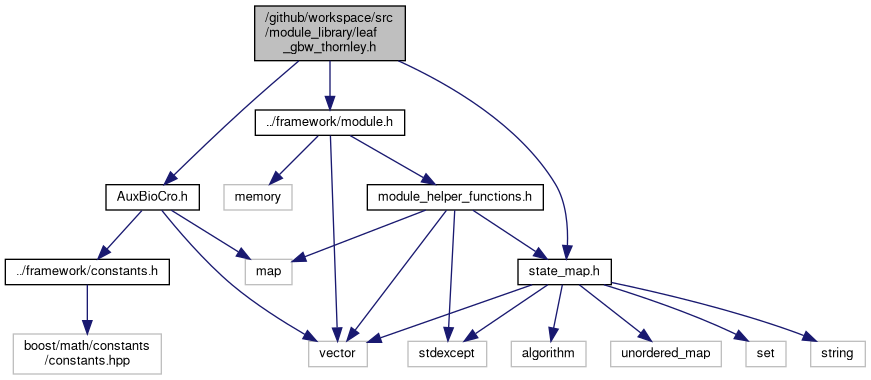 /github/workspace/src
/module_library/leaf
_gbw_thornley.h
../framework/module.h
AuxBioCro.h
memory
module_helper_functions.h
../framework/constants.h
map
state_map.h
boost/math/constants
/constants.hpp
vector
stdexcept
algorithm
unordered_map
set
string